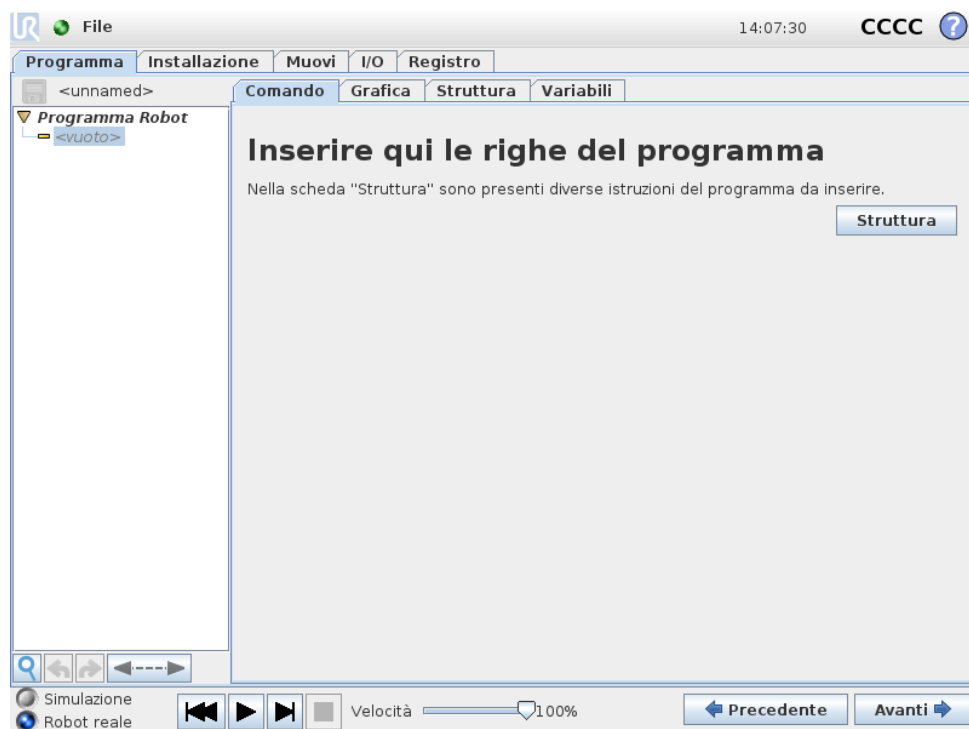 UR File 14:07:30 CCCC ?
Programma Installazione Muovi I/O Registro
<unnamed> Comando Grafica Struttura Variabili
Programma Robot
<vuoto>
Inserire qui le righe del programma
Nella scheda "Struttura" sono presenti diverse istruzioni del programma da inserire.
Struttura
Simulazione
Robot reale
Velocità 100% Precedente Avanti